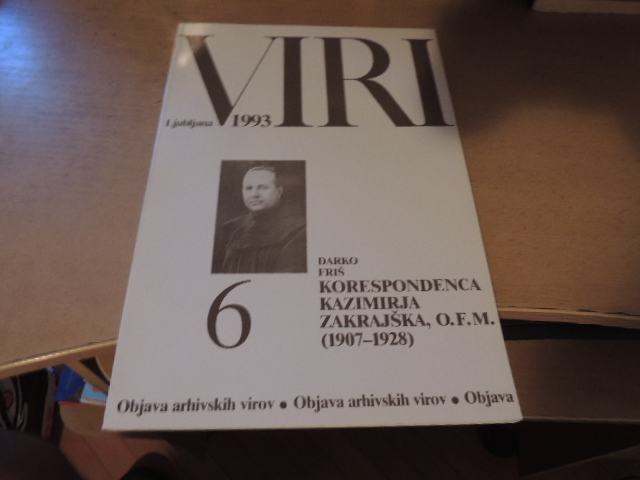 VIRI
Ljubljana 1993
DARKO
FRIŠ
KORESPONDENCA
KAZIMIRJA
ZAKRAJŠKA, O.F.M.
(1907–1928)
6
Objava arhivskih virov • Objava arhivskih virov • Objava